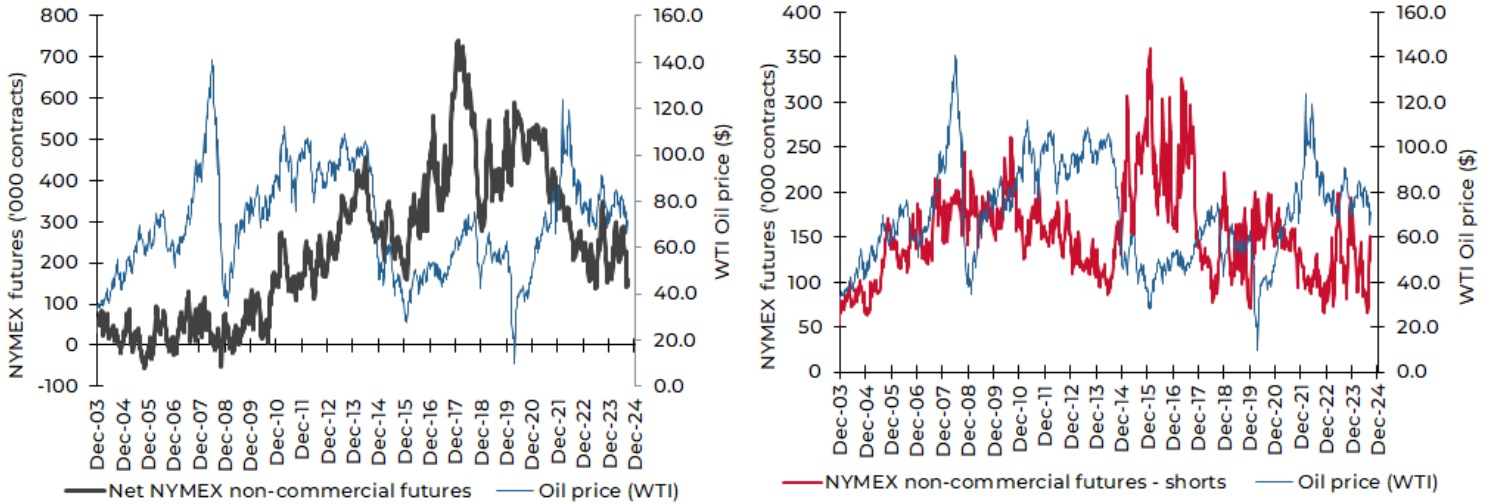 NYMEX futures ('000 contracts)
800
700
600
500
400
300
200
100
0
-100
160.0
140.0
120.0
100.0
80.0
60.0
40.0
20.0
0.0
WTI Oil price ($)
Dec-03
Dec-04
Dec-05
Dec-06
Dec-07
Dec-08
Dec-09
Dec-10
Dec-11
Dec-12
Dec-13
Dec-14
Dec-15
Dec-16
Dec-17
Dec-18
Dec-19
Dec-20
Dec-21
Dec-22
Dec-23
Dec-24
Net NYMEX non-commercial futures
Oil price (WTI)
NYMEX futures ('000 contracts)
400
350
300
250
200
150
100
50
0
160.0
140.0
120.0
100.0
80.0
60.0
40.0
20.0
0.0
WTI Oil price ($)
Dec-03
Dec-04
Dec-05
Dec-06
Dec-07
Dec-08
Dec-09
Dec-10
Dec-11
Dec-12
Dec-13
Dec-14
Dec-15
Dec-16
Dec-17
Dec-18
Dec-19
Dec-20
Dec-21
Dec-22
Dec-23
Dec-24
NYMEX non-commercial futures - shorts
Oil price (WTI)